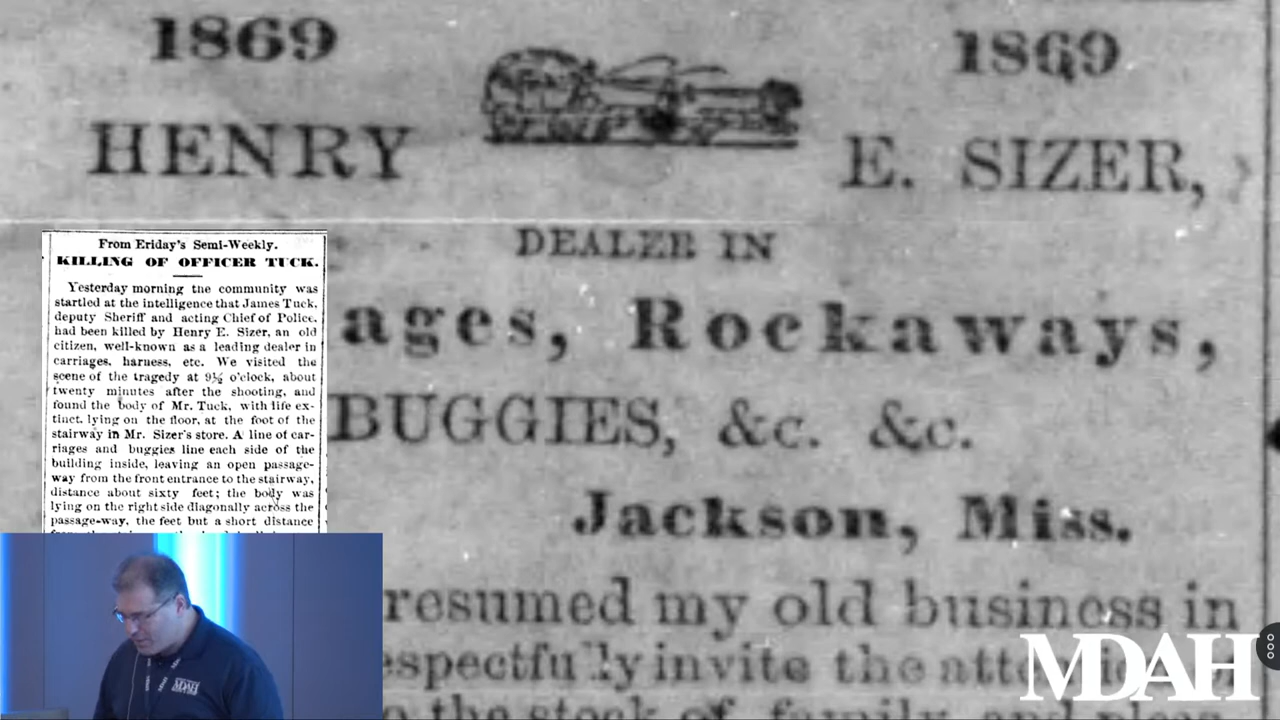 1869
1869
HENRY
E. SIZER,
DEALER IN
ages, Rockaways,
BUGGIES, &c. &c.
Jackson, Miss.
resumed my old business in
espectfully invite the
to the stock of family and
From Eriday's Semi-Weekly.
KILLING OF OFFICER TUCK.
Yesterday morning the community was
startled at the intelligence that James Tuck,
deputy Sheriff and acting Chief of Police,
had been killed by Henry E. Sizer, an old
citizen, well-known as a leading dealer in
carriages, harness, etc. We visited the
scene of the tragedy at 9½ o'clock, about
twenty minutes after the shooting, and
found the body of Mr. Tuck, with life ex-
tinct, lying on the floor, at the foot of the
stairway in Mr. Sizer's store. A line of car-
riages and buggies line each side of the
building inside, leaving an open passage-
way from the front entrance to the stairway,
distance about sixty feet; the body was
lying on the right side diagonally across the
passage-way, the feet but a short distance
MDAH
MDAH